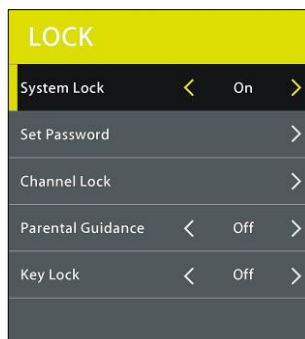 LOCK
System Lock < On >
Set Password >
Channel Lock >
Parental Guidance < Off >
Key Lock < Off >